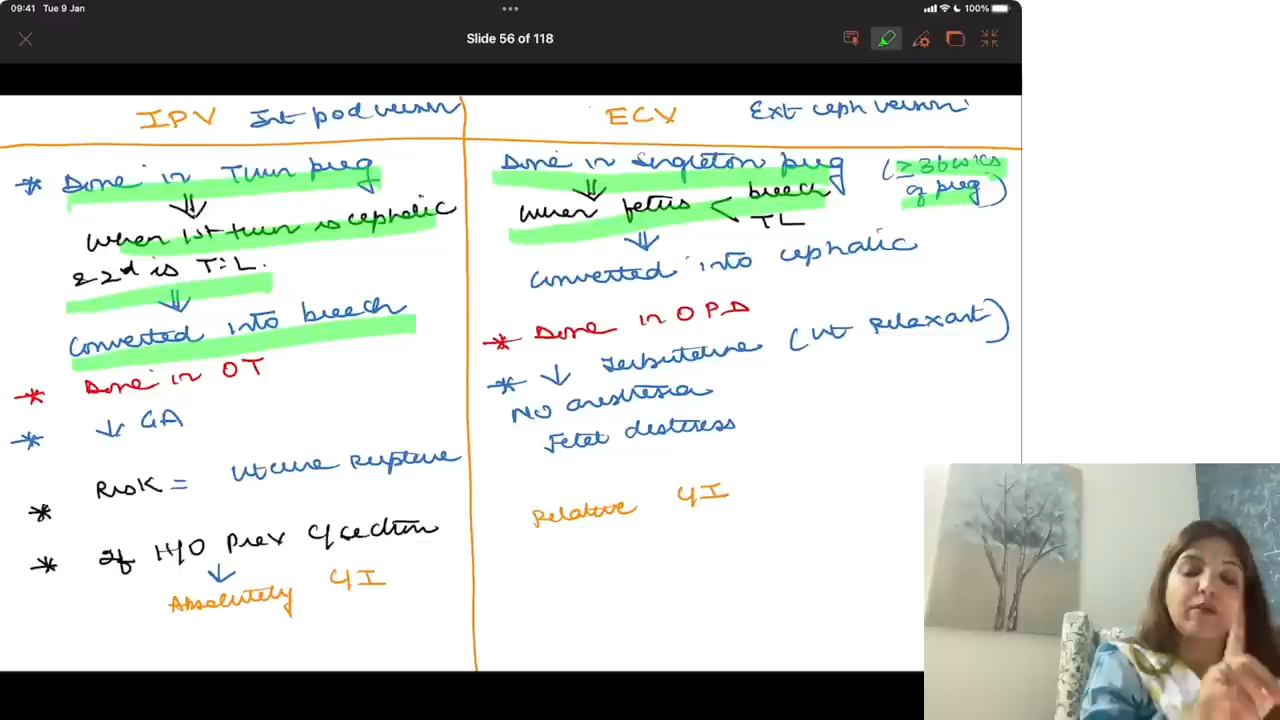 09:41 Tue 9 Jan
100%
Slide 56 of 118
IPV Int pod version
* Done in Twin preg
When 1st twin is cephalic
& 2nd is T:L.
Converted into breech
* Done in OT
* GA
* Risk = Uterine Rupture
* If H/O Prev C/section
Absolutely C/I
ECV Ext ceph version
Done in Singleton preg (≥36 wks
of preg)
When fetus < breech
TL
Converted into cephalic
* Done in OPD
* Terbutaline (Ut Relaxant)
No anesthesia
Fetal distress
Relative C/I